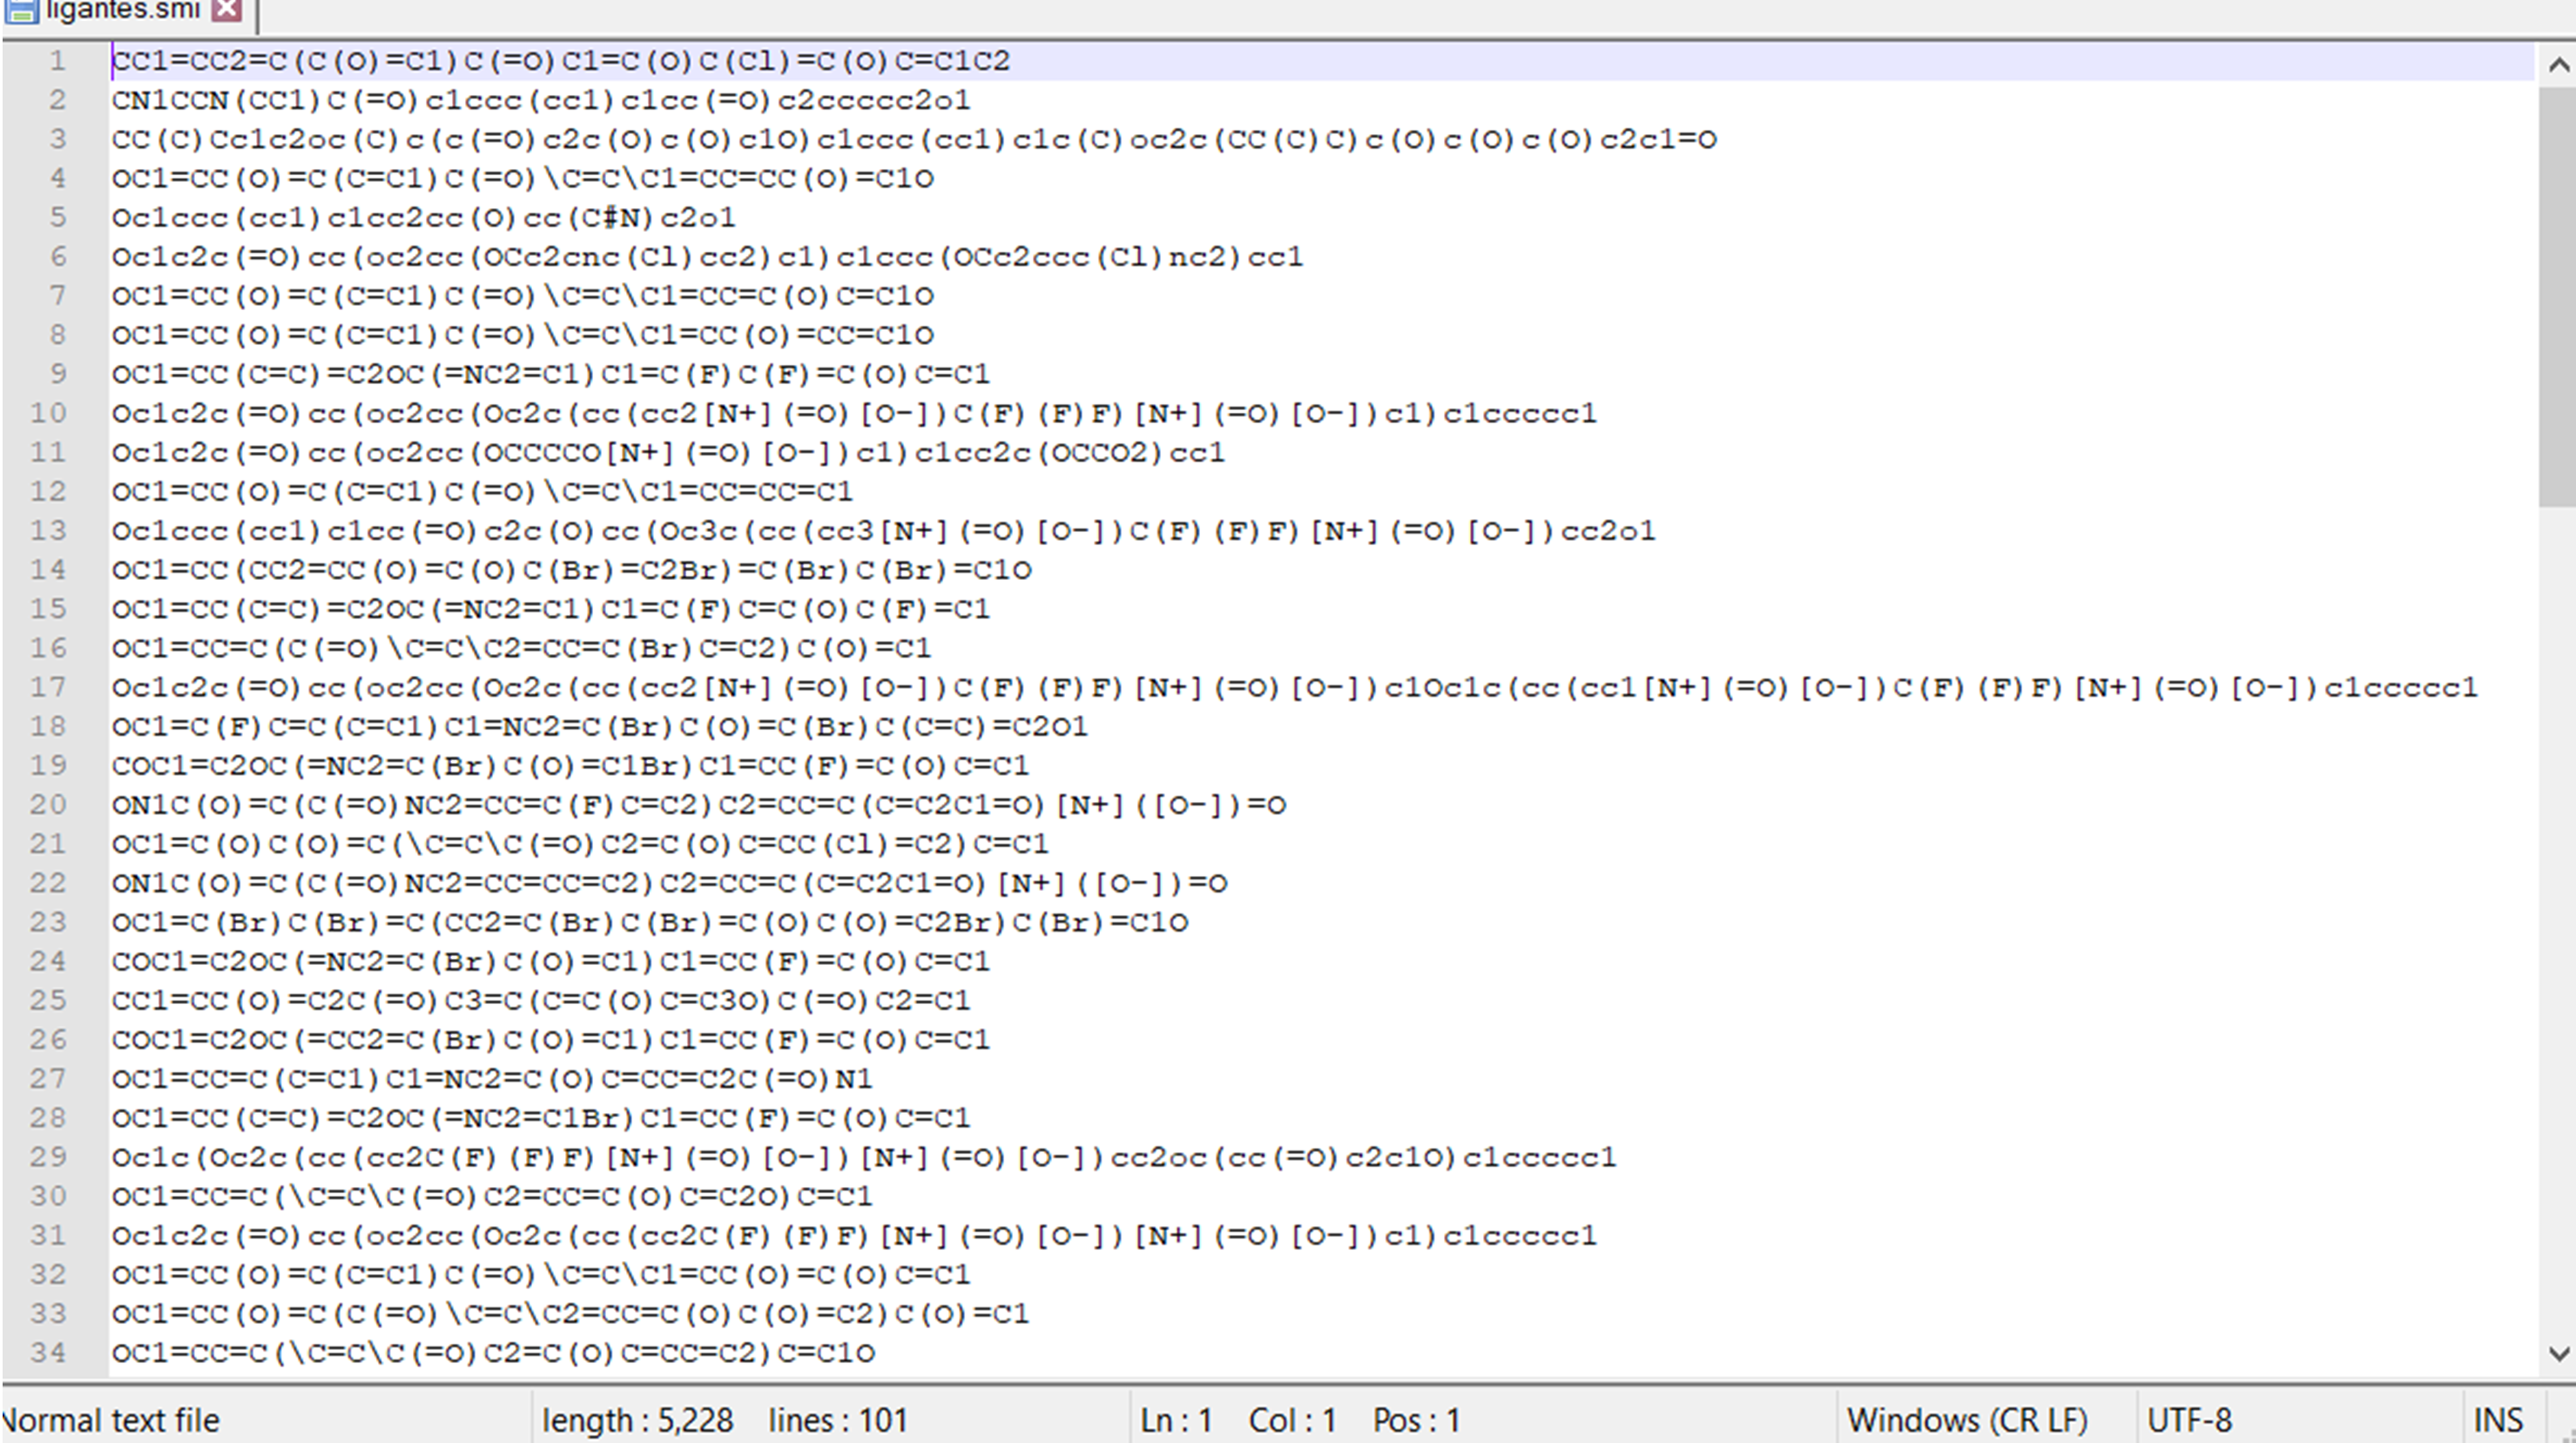 ligantes.smi
1 CC1=CC2=C(C(O)=C1)C(=O)C1=C(O)C(Cl)=C(O)C=C1C2
2 CN1CCN(CC1)C(=O)c1ccc(cc1)c1cc(=O)c2ccccc2o1
3 CC(C)Cc1c2oc(C)c(c(=O)c2c(O)c(O)c1O)c1ccc(cc1)c1c(C)oc2c(CC(C)C)c(O)c(O)c(O)c2c1=O
4 OC1=CC(O)=C(C=C1)C(=O)\C=C\C1=CC=CC(O)=C1O
5 Oc1ccc(cc1)c1cc2cc(O)cc(C#N)c2o1
6 Oc1c2c(=O)cc(oc2cc(OCc2cnc(Cl)cc2)c1)c1ccc(OCc2ccc(Cl)nc2)cc1
7 OC1=CC(O)=C(C=C1)C(=O)\C=C\C1=CC=C(O)C=C1O
8 OC1=CC(O)=C(C=C1)C(=O)\C=C\C1=CC(O)=CC=C1O
9 OC1=CC(C=C)=C2OC(=NC2=C1)C1=C(F)C(F)=C(O)C=C1
10 Oc1c2c(=O)cc(oc2cc(Oc2c(cc(cc2[N+](=O)[O-])C(F)(F)F)[N+](=O)[O-])c1)c1ccccc1
11 Oc1c2c(=O)cc(oc2cc(OCCCCO[N+](=O)[O-])c1)c1cc2c(OCCO2)cc1
12 OC1=CC(O)=C(C=C1)C(=O)\C=C\C1=CC=CC=C1
13 Oc1ccc(cc1)c1cc(=O)c2c(O)cc(Oc3c(cc(cc3[N+](=O)[O-])C(F)(F)F)[N+](=O)[O-])cc2o1
14 OC1=CC(CC2=CC(O)=C(O)C(Br)=C2Br)=C(Br)C(Br)=C1O
15 OC1=CC(C=C)=C2OC(=NC2=C1)C1=C(F)C=C(O)C(F)=C1
16 OC1=CC=C(C(=O)\C=C\C2=CC=C(Br)C=C2)C(O)=C1
17 Oc1c2c(=O)cc(oc2cc(Oc2c(cc(cc2[N+](=O)[O-])C(F)(F)F)[N+](=O)[O-])c1Oc1c(cc(cc1[N+](=O)[O-])C(F)(F)F)[N+](=O)[O-])c1ccccc1
18 OC1=C(F)C=C(C=C1)C1=NC2=C(Br)C(O)=C(Br)C(C=C)=C2O1
19 COC1=C2OC(=NC2=C(Br)C(O)=C1Br)C1=CC(F)=C(O)C=C1
20 ON1C(O)=C(C(=O)NC2=CC=C(F)C=C2)C2=CC=C(C=C2C1=O)[N+]([O-])=O
21 OC1=C(O)C(O)=C(\C=C\C(=O)C2=C(O)C=CC(Cl)=C2)C=C1
22 ON1C(O)=C(C(=O)NC2=CC=CC=C2)C2=CC=C(C=C2C1=O)[N+]([O-])=O
23 OC1=C(Br)C(Br)=C(CC2=C(Br)C(Br)=C(O)C(O)=C2Br)C(Br)=C1O
24 COC1=C2OC(=NC2=C(Br)C(O)=C1)C1=CC(F)=C(O)C=C1
25 CC1=CC(O)=C2C(=O)C3=C(C=C(O)C=C3O)C(=O)C2=C1
26 COC1=C2OC(=CC2=C(Br)C(O)=C1)C1=CC(F)=C(O)C=C1
27 OC1=CC=C(C=C1)C1=NC2=C(O)C=CC=C2C(=O)N1
28 OC1=CC(C=C)=C2OC(=NC2=C1Br)C1=CC(F)=C(O)C=C1
29 Oc1c(Oc2c(cc(cc2C(F)(F)F)[N+](=O)[O-])[N+](=O)[O-])cc2oc(cc(=O)c2c1O)c1ccccc1
30 OC1=CC=C(\C=C\C(=O)C2=CC=C(O)C=C2O)C=C1
31 Oc1c2c(=O)cc(oc2cc(Oc2c(cc(cc2C(F)(F)F)[N+](=O)[O-])[N+](=O)[O-])c1)c1ccccc1
32 OC1=CC(O)=C(C=C1)C(=O)\C=C\C1=CC(O)=C(O)C=C1
33 OC1=CC(O)=C(C(=O)\C=C\C2=CC=C(O)C(O)=C2)C(O)=C1
34 OC1=CC=C(\C=C\C(=O)C2=C(O)C=CC=C2)C=C1O
Normal text file length : 5,228 lines : 101 Ln : 1 Col : 1 Pos : 1 Windows (CR LF) UTF-8 INS